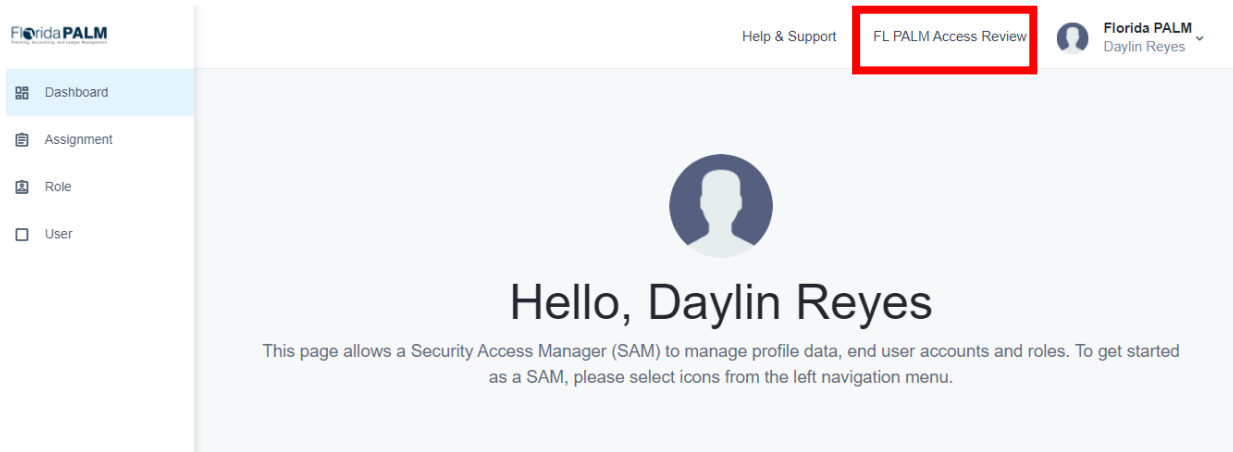 Florida PALM
Planning, Accounting, and Ledger Management
Help & Support
FL PALM Access Review
Florida PALM
Daylin Reyes
Dashboard
Assignment
Role
User
Hello, Daylin Reyes
This page allows a Security Access Manager (SAM) to manage profile data, end user accounts and roles. To get started
as a SAM, please select icons from the left navigation menu.